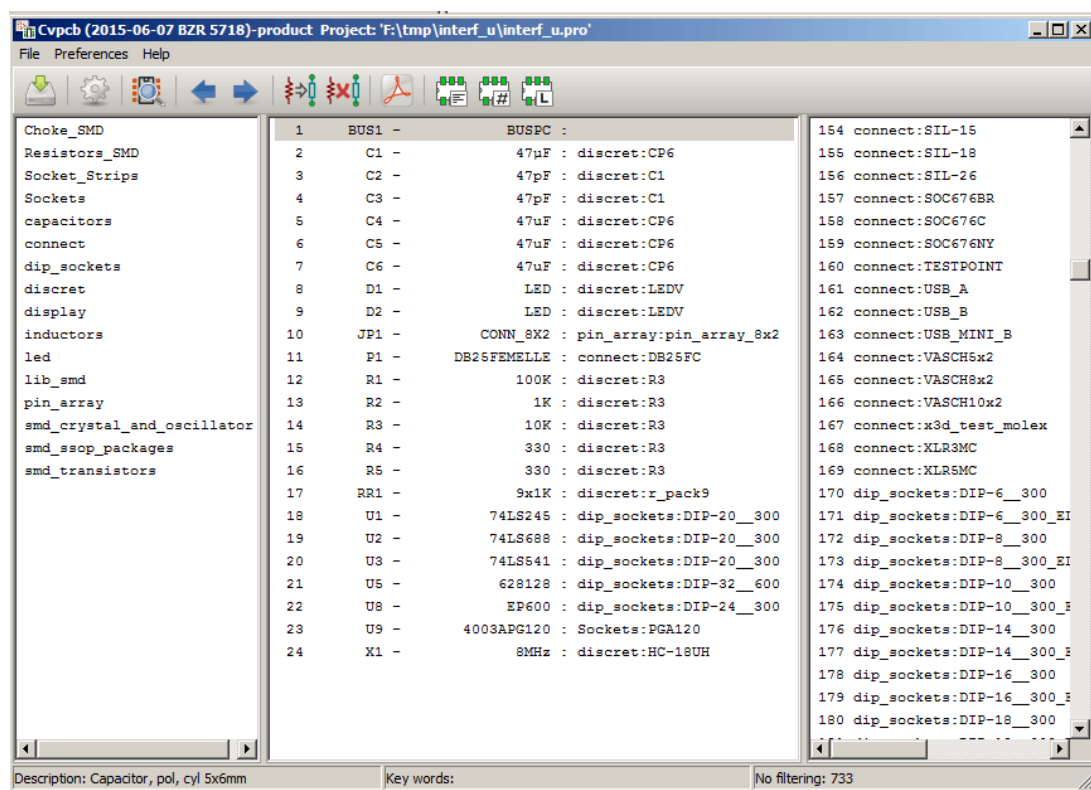 Cvpcb (2015-06-07 BZR 5718)-product Project: 'F:\tmp\interf_u\interf_u.pro'
File Preferences Help
Choke_SMD
Resistors_SMD
Socket_Strips
Sockets
capacitors
connect
dip_sockets
discret
display
inductors
led
lib_smd
pin_array
smd_crystal_and_oscillator
smd_ssop_packages
smd_transistors
1 BUS1 - BUSPC :
2 C1 - 47µF : discret:CP6
3 C2 - 47pF : discret:C1
4 C3 - 47pF : discret:C1
5 C4 - 47uF : discret:CP6
6 C5 - 47uF : discret:CP6
7 C6 - 47uF : discret:CP6
8 D1 - LED : discret:LEDV
9 D2 - LED : discret:LEDV
10 JP1 - CONN_8X2 : pin_array:pin_array_8x2
11 P1 - DB25FEMELLE : connect:DB25FC
12 R1 - 100K : discret:R3
13 R2 - 1K : discret:R3
14 R3 - 10K : discret:R3
15 R4 - 330 : discret:R3
16 R5 - 330 : discret:R3
17 RR1 - 9x1K : discret:r_pack9
18 U1 - 74LS245 : dip_sockets:DIP-20__300
19 U2 - 74LS688 : dip_sockets:DIP-20__300
20 U3 - 74LS541 : dip_sockets:DIP-20__300
21 U5 - 628128 : dip_sockets:DIP-32__600
22 U8 - EP600 : dip_sockets:DIP-24__300
23 U9 - 4003APG120 : Sockets:PGA120
24 X1 - 8MHz : discret:HC-18UH
154 connect:SIL-15
155 connect:SIL-18
156 connect:SIL-26
157 connect:SOC676BR
158 connect:SOC676C
159 connect:SOC676NY
160 connect:TESTPOINT
161 connect:USB_A
162 connect:USB_B
163 connect:USB_MINI_B
164 connect:VASCH5x2
165 connect:VASCH8x2
166 connect:VASCH10x2
167 connect:x3d_test_molex
168 connect:XLR3MC
169 connect:XLR5MC
170 dip_sockets:DIP-6__300
171 dip_sockets:DIP-6__300_El
172 dip_sockets:DIP-8__300
173 dip_sockets:DIP-8__300_El
174 dip_sockets:DIP-10__300
175 dip_sockets:DIP-10__300_E
176 dip_sockets:DIP-14__300
177 dip_sockets:DIP-14__300_E
178 dip_sockets:DIP-16__300
179 dip_sockets:DIP-16__300_E
180 dip_sockets:DIP-18__300
Description: Capacitor, pol, cyl 5x6mm
Key words:
No filtering: 733